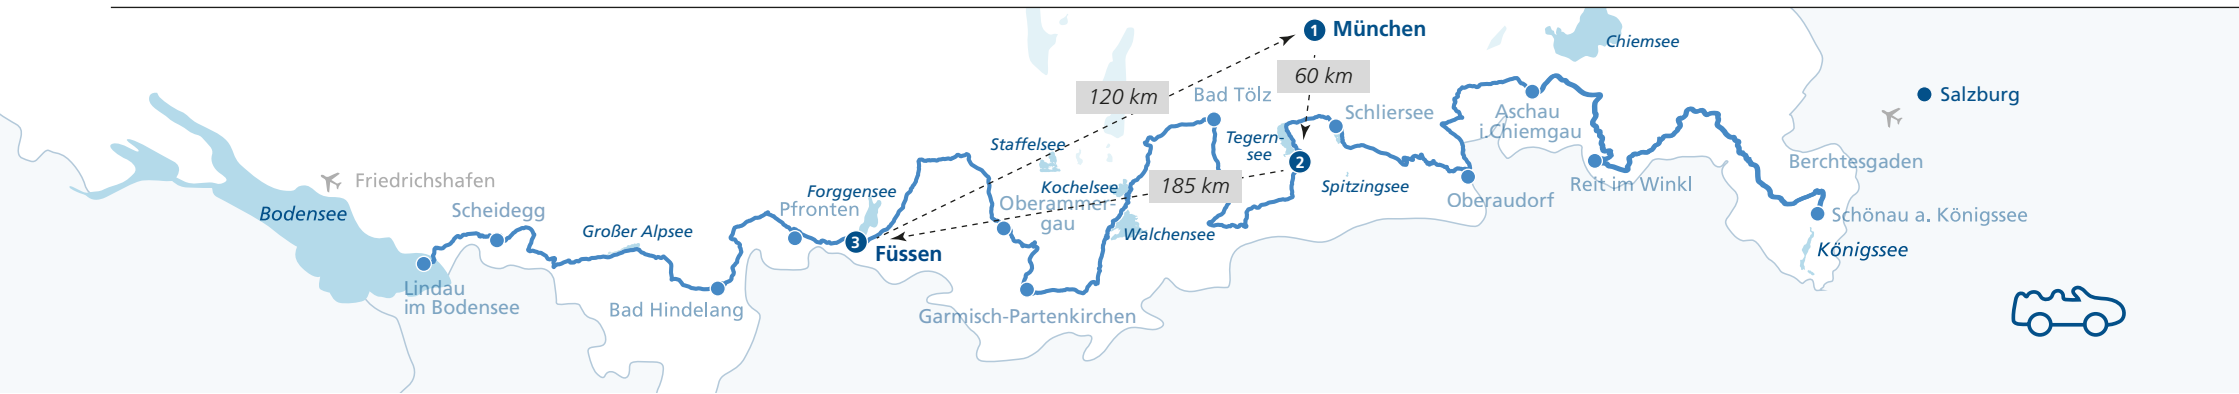 1 München
Chiemsee
60 km
120 km
Bad Tölz
Salzburg
Schliersee
Aschau
i.Chiemgau
Staffelsee
Tegern-
see
2
Berchtesgaden
Friedrichshafen
Kochelsee
185 km
Spitzingsee
Reit im Winkl
Forggensee
Oberammer-
gau
Oberaudorf
Bodensee
Scheidegg
Pfronten
Schönau a. Königssee
Großer Alpsee
Walchensee
3
Füssen
Königssee
Lindau
im Bodensee
Bad Hindelang
Garmisch-Partenkirchen